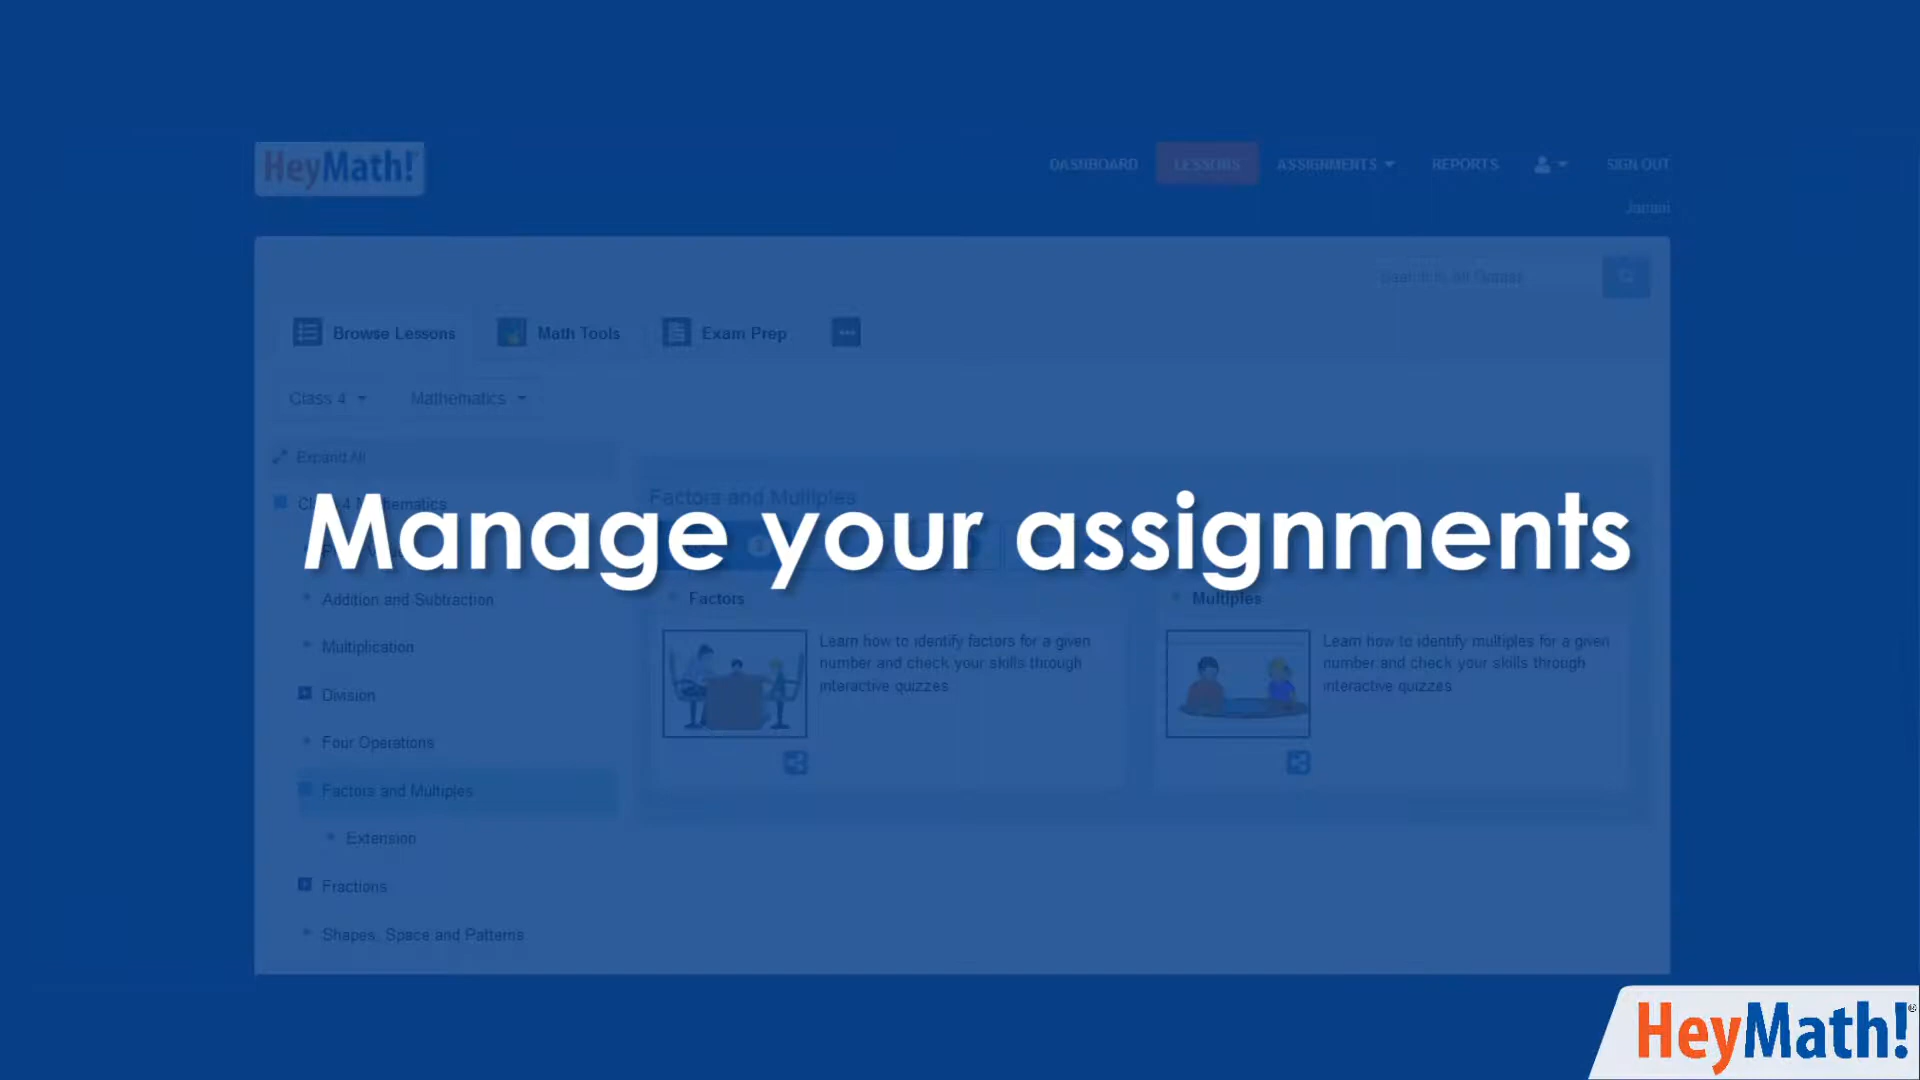 HeyMath!
DASHBOARD LESSONS ASSIGNMENTS REPORTS SIGN OUT
Janani
Browse Lessons Math Tools Exam Prep
Class 4 Mathematics
Expand All
Factors and Multiples
Manage your assignments
Addition and Subtraction
Factors
Multiples
Multiplication
Learn how to identify factors for a given
number and check your skills through
interactive quizzes
Learn how to identify multiples for a given
number and check your skills through
interactive quizzes
Division
Four Operations
Factors and Multiples
Extension
Fractions
Shapes, Space and Patterns
HeyMath!®